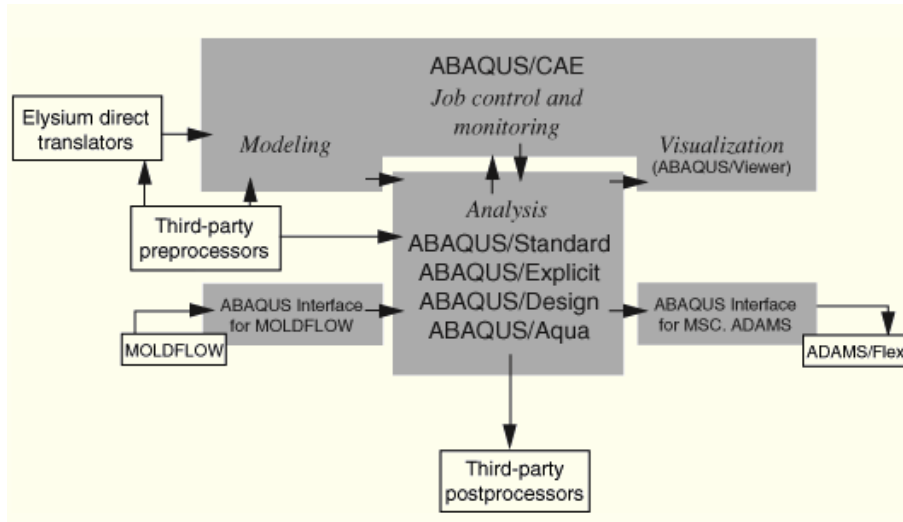 ABAQUS/CAE
Job control and
monitoring
Elysium direct
translators
Modeling
Visualization
(ABAQUS/Viewer)
Third-party
preprocessors
Analysis
ABAQUS/Standard
ABAQUS/Explicit
ABAQUS/Design
ABAQUS/Aqua
ABAQUS Interface
for MOLDFLOW
MOLDFLOW
ABAQUS Interface
for MSC. ADAMS
ADAMS/Flex
Third-party
postprocessors